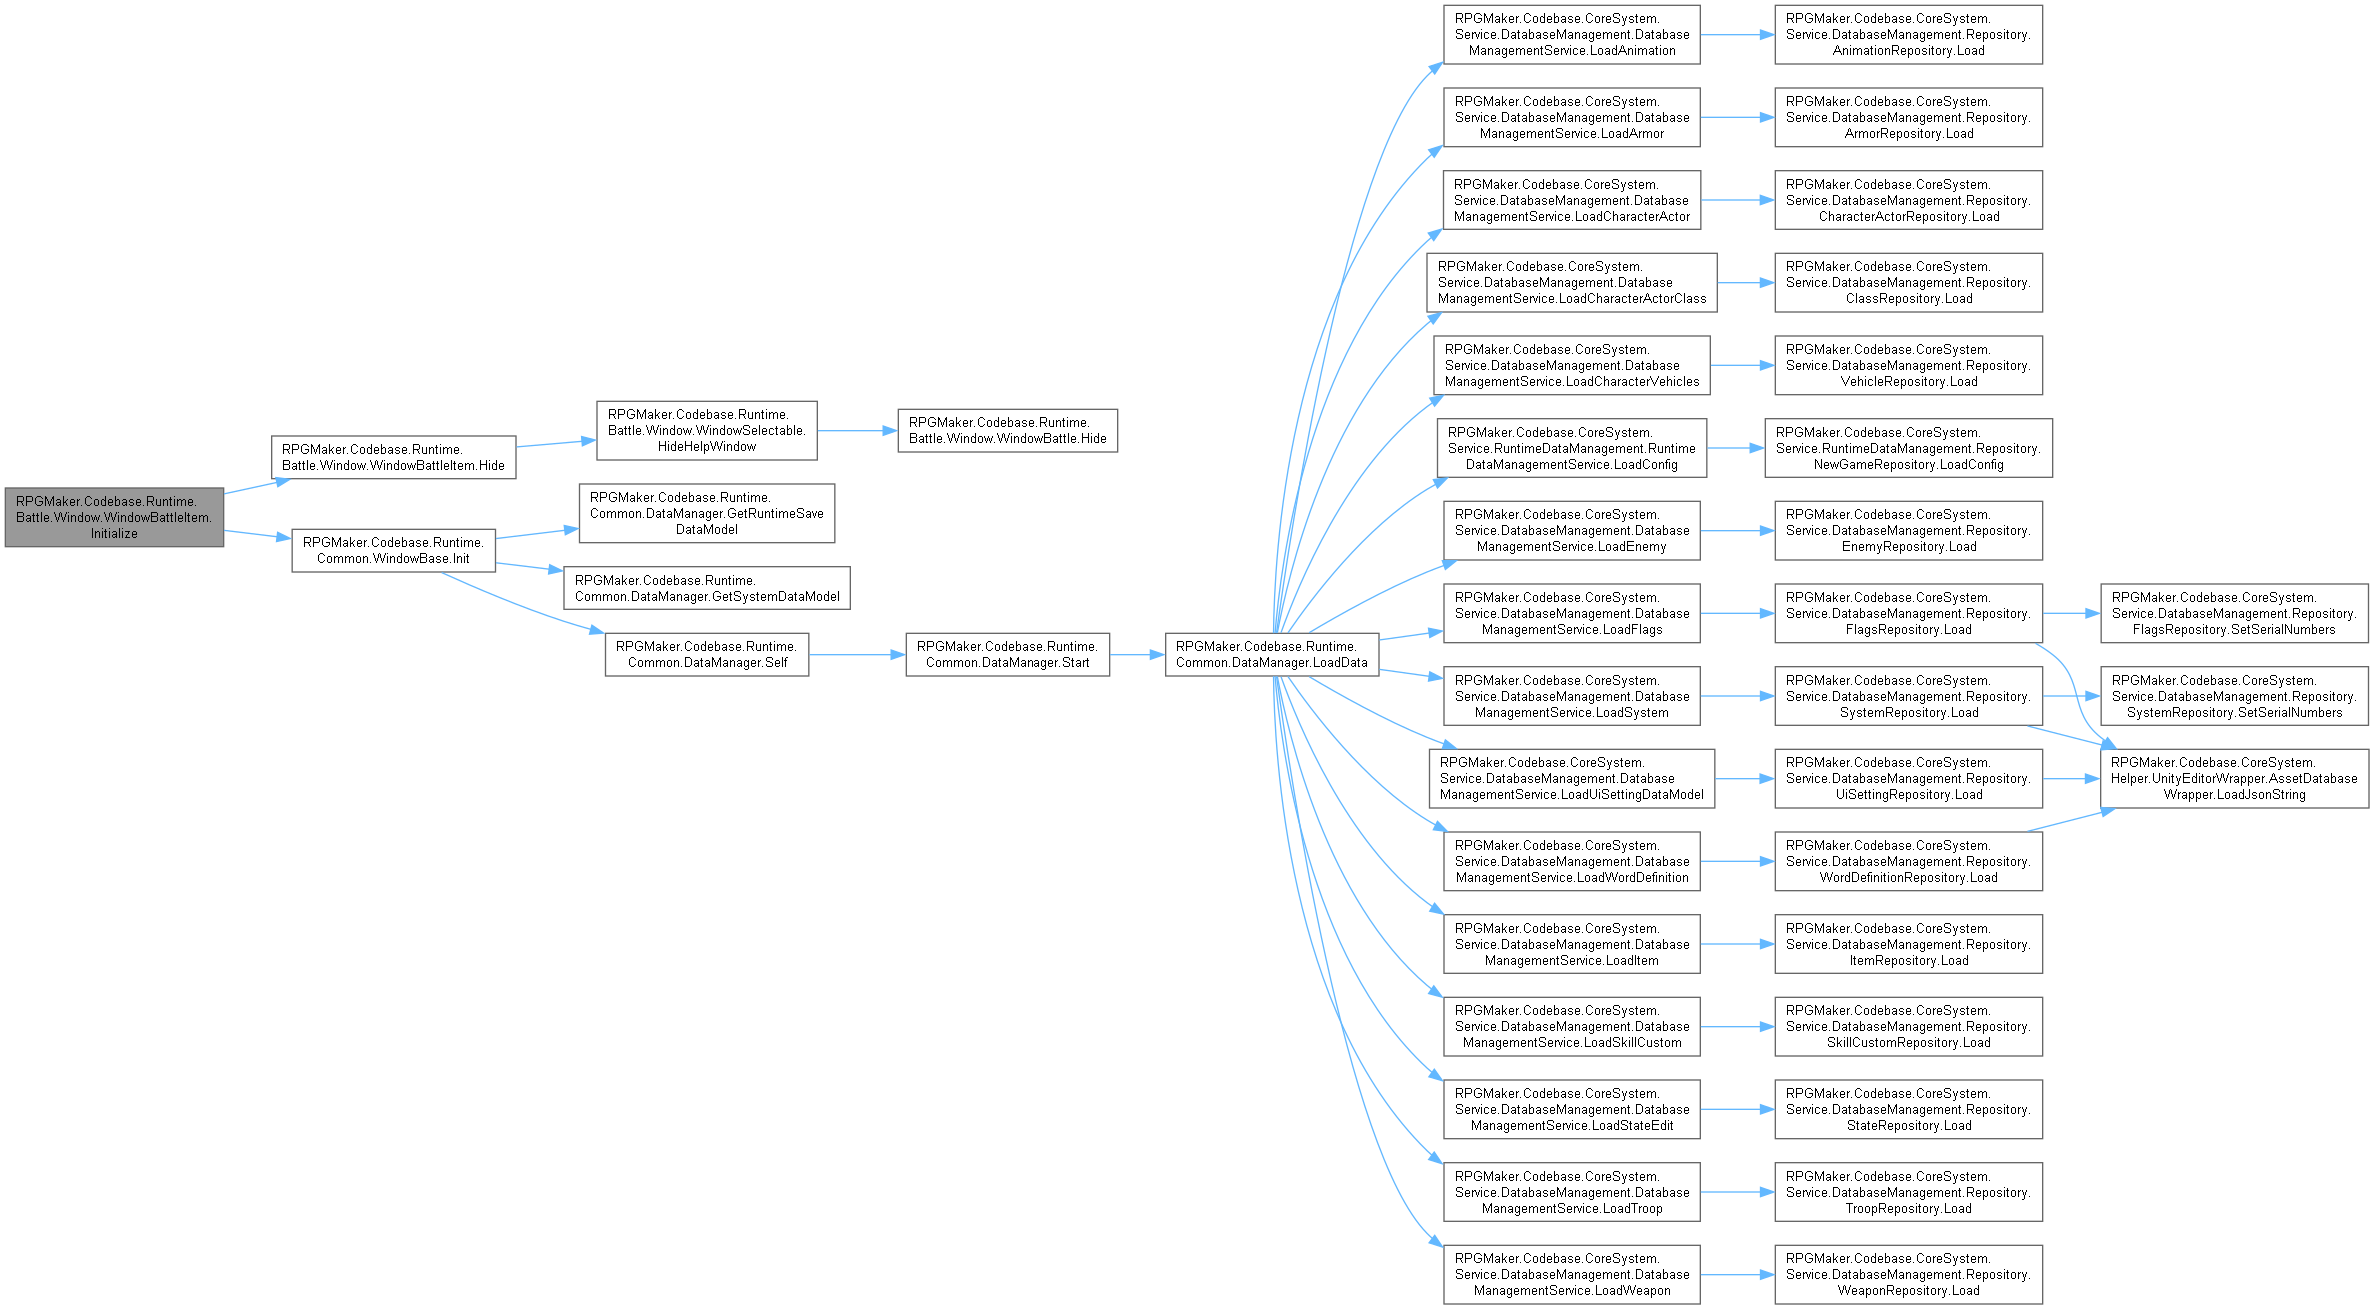 RPGMaker.Codebase.Runtime.
Battle.Window.WindowBattleItem.
Initialize
RPGMaker.Codebase.Runtime.
Battle.Window.WindowBattleItem.Hide
RPGMaker.Codebase.Runtime.
Common.WindowBase.Init
RPGMaker.Codebase.Runtime.
Battle.Window.WindowSelectable.
HideHelpWindow
RPGMaker.Codebase.Runtime.
Common.DataManager.GetRuntimeSave
DataModel
RPGMaker.Codebase.Runtime.
Common.DataManager.GetSystemDataModel
RPGMaker.Codebase.Runtime.
Common.DataManager.Self
RPGMaker.Codebase.Runtime.
Battle.Window.WindowBattle.Hide
RPGMaker.Codebase.Runtime.
Common.DataManager.Start
RPGMaker.Codebase.Runtime.
Common.DataManager.LoadData
RPGMaker.Codebase.CoreSystem.
Service.DatabaseManagement.Database
ManagementService.LoadAnimation
RPGMaker.Codebase.CoreSystem.
Service.DatabaseManagement.Database
ManagementService.LoadArmor
RPGMaker.Codebase.CoreSystem.
Service.DatabaseManagement.Database
ManagementService.LoadCharacterActor
RPGMaker.Codebase.CoreSystem.
Service.DatabaseManagement.Database
ManagementService.LoadCharacterActorClass
RPGMaker.Codebase.CoreSystem.
Service.DatabaseManagement.Database
ManagementService.LoadCharacterVehicles
RPGMaker.Codebase.CoreSystem.
Service.RuntimeDataManagement.Runtime
DataManagementService.LoadConfig
RPGMaker.Codebase.CoreSystem.
Service.DatabaseManagement.Database
ManagementService.LoadEnemy
RPGMaker.Codebase.CoreSystem.
Service.DatabaseManagement.Database
ManagementService.LoadFlags
RPGMaker.Codebase.CoreSystem.
Service.DatabaseManagement.Database
ManagementService.LoadSystem
RPGMaker.Codebase.CoreSystem.
Service.DatabaseManagement.Database
ManagementService.LoadUiSettingDataModel
RPGMaker.Codebase.CoreSystem.
Service.DatabaseManagement.Database
ManagementService.LoadWordDefinition
RPGMaker.Codebase.CoreSystem.
Service.DatabaseManagement.Database
ManagementService.LoadItem
RPGMaker.Codebase.CoreSystem.
Service.DatabaseManagement.Database
ManagementService.LoadSkillCustom
RPGMaker.Codebase.CoreSystem.
Service.DatabaseManagement.Database
ManagementService.LoadStateEdit
RPGMaker.Codebase.CoreSystem.
Service.DatabaseManagement.Database
ManagementService.LoadTroop
RPGMaker.Codebase.CoreSystem.
Service.DatabaseManagement.Database
ManagementService.LoadWeapon
RPGMaker.Codebase.CoreSystem.
Service.DatabaseManagement.Repository.
AnimationRepository.Load
RPGMaker.Codebase.CoreSystem.
Service.DatabaseManagement.Repository.
ArmorRepository.Load
RPGMaker.Codebase.CoreSystem.
Service.DatabaseManagement.Repository.
CharacterActorRepository.Load
RPGMaker.Codebase.CoreSystem.
Service.DatabaseManagement.Repository.
ClassRepository.Load
RPGMaker.Codebase.CoreSystem.
Service.DatabaseManagement.Repository.
VehicleRepository.Load
RPGMaker.Codebase.CoreSystem.
Service.RuntimeDataManagement.Repository.
NewGameRepository.LoadConfig
RPGMaker.Codebase.CoreSystem.
Service.DatabaseManagement.Repository.
EnemyRepository.Load
RPGMaker.Codebase.CoreSystem.
Service.DatabaseManagement.Repository.
FlagsRepository.Load
RPGMaker.Codebase.CoreSystem.
Service.DatabaseManagement.Repository.
SystemRepository.Load
RPGMaker.Codebase.CoreSystem.
Service.DatabaseManagement.Repository.
UiSettingRepository.Load
RPGMaker.Codebase.CoreSystem.
Service.DatabaseManagement.Repository.
WordDefinitionRepository.Load
RPGMaker.Codebase.CoreSystem.
Service.DatabaseManagement.Repository.
ItemRepository.Load
RPGMaker.Codebase.CoreSystem.
Service.DatabaseManagement.Repository.
SkillCustomRepository.Load
RPGMaker.Codebase.CoreSystem.
Service.DatabaseManagement.Repository.
StateRepository.Load
RPGMaker.Codebase.CoreSystem.
Service.DatabaseManagement.Repository.
TroopRepository.Load
RPGMaker.Codebase.CoreSystem.
Service.DatabaseManagement.Repository.
WeaponRepository.Load
RPGMaker.Codebase.CoreSystem.
Service.DatabaseManagement.Repository.
FlagsRepository.SetSerialNumbers
RPGMaker.Codebase.CoreSystem.
Service.DatabaseManagement.Repository.
SystemRepository.SetSerialNumbers
RPGMaker.Codebase.CoreSystem.
Helper.UnityEditorWrapper.AssetDatabase
Wrapper.LoadJsonString